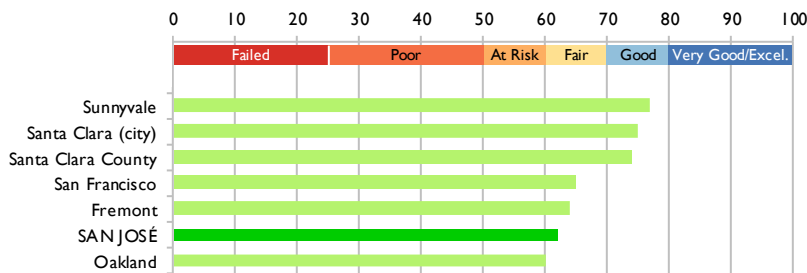 0 10 20 30 40 50 60 70 80 90 100
Failed Poor At Risk Fair Good Very Good/Excel.
Sunnyvale
Santa Clara (city)
Santa Clara County
San Francisco
Fremont
SAN JOSÉ
Oakland